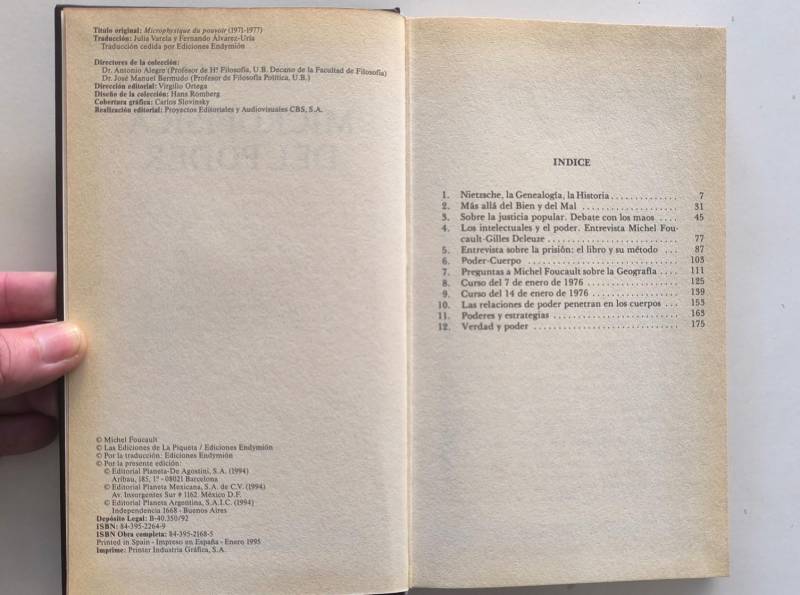 Título original: Microphysique du pouvoir (1971-1977)
Traducción: Julia Varela y Fernando Álvarez-Uría
Traducción cedida por Ediciones Endymión
Directores de la colección:
Dr. Antonio Alegre (Profesor de Hª Filosofía, U.B. Decano de la Facultad de Filosofía)
Dr. José Manuel Bermudo (Profesor de Filosofía Política, U.B.)
Dirección editorial: Virgilio Ortega
Diseño de la colección: Hans Romberg
Cobertura gráfica: Carlos Slovinsky
Realización editorial: Proyectos Editoriales y Audiovisuales CBS, S.A.
© Michel Foucault
© Las Ediciones de La Piqueta / Ediciones Endymión
© Por la traducción: Ediciones Endymión
© Por la presente edición:
© Editorial Planeta-De Agostini, S.A. (1994)
Aribau, 185, 1º - 08021 Barcelona
© Editorial Planeta Mexicana, S.A. de C.V. (1994)
Av. Insurgentes Sur # 1162. México D.F.
© Editorial Planeta Argentina, S.A.I.C. (1994)
Independencia 1668 - Buenos Aires
Depósito Legal: B-40.350/92
ISBN: 84-395-2264-9
ISBN Obra completa: 84-395-2168-5
Printed in Spain - Impreso en España - Enero 1995
Imprime: Printer Industria Gráfica, S.A.
INDICE
1. Nietzsche, la Genealogía, la Historia .............. 7
2. Más allá del Bien y del Mal .................... 31
3. Sobre la justicia popular. Debate con los maos .... 45
4. Los intelectuales y el poder. Entrevista Michel Fou-
cault-Gilles Deleuze ........................... 77
5. Entrevista sobre la prisión: el libro y su método ... 87
6. Poder-Cuerpo ................................ 103
7. Preguntas a Michel Foucault sobre la Geografía .... 111
8. Curso del 7 de enero de 1976 .................. 125
9. Curso del 14 de enero de 1976 ................. 139
10. Las relaciones de poder penetran en los cuerpos ... 153
11. Poderes y estrategias .......................... 163
12. Verdad y poder .............................. 175